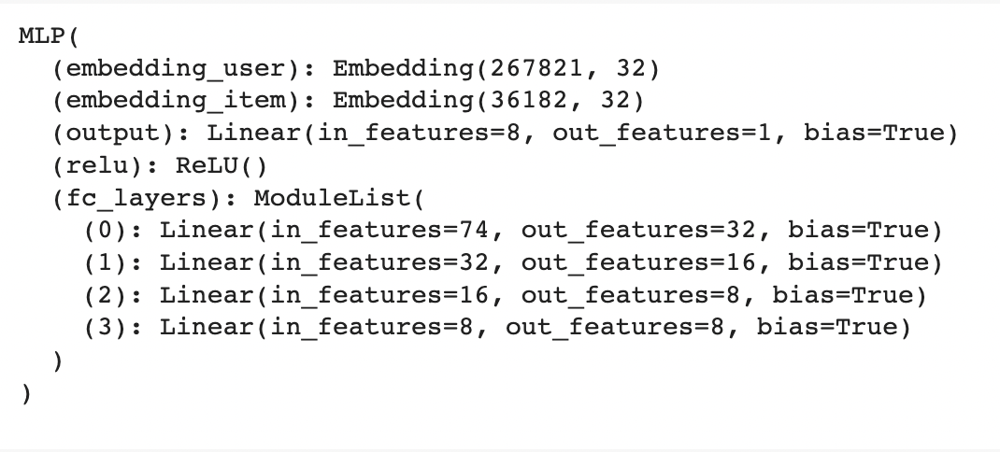 MLP(
  (embedding_user): Embedding(267821, 32)
  (embedding_item): Embedding(36182, 32)
  (output): Linear(in_features=8, out_features=1, bias=True)
  (relu): ReLU()
  (fc_layers): ModuleList(
    (0): Linear(in_features=74, out_features=32, bias=True)
    (1): Linear(in_features=32, out_features=16, bias=True)
    (2): Linear(in_features=16, out_features=8, bias=True)
    (3): Linear(in_features=8, out_features=8, bias=True)
  )
)